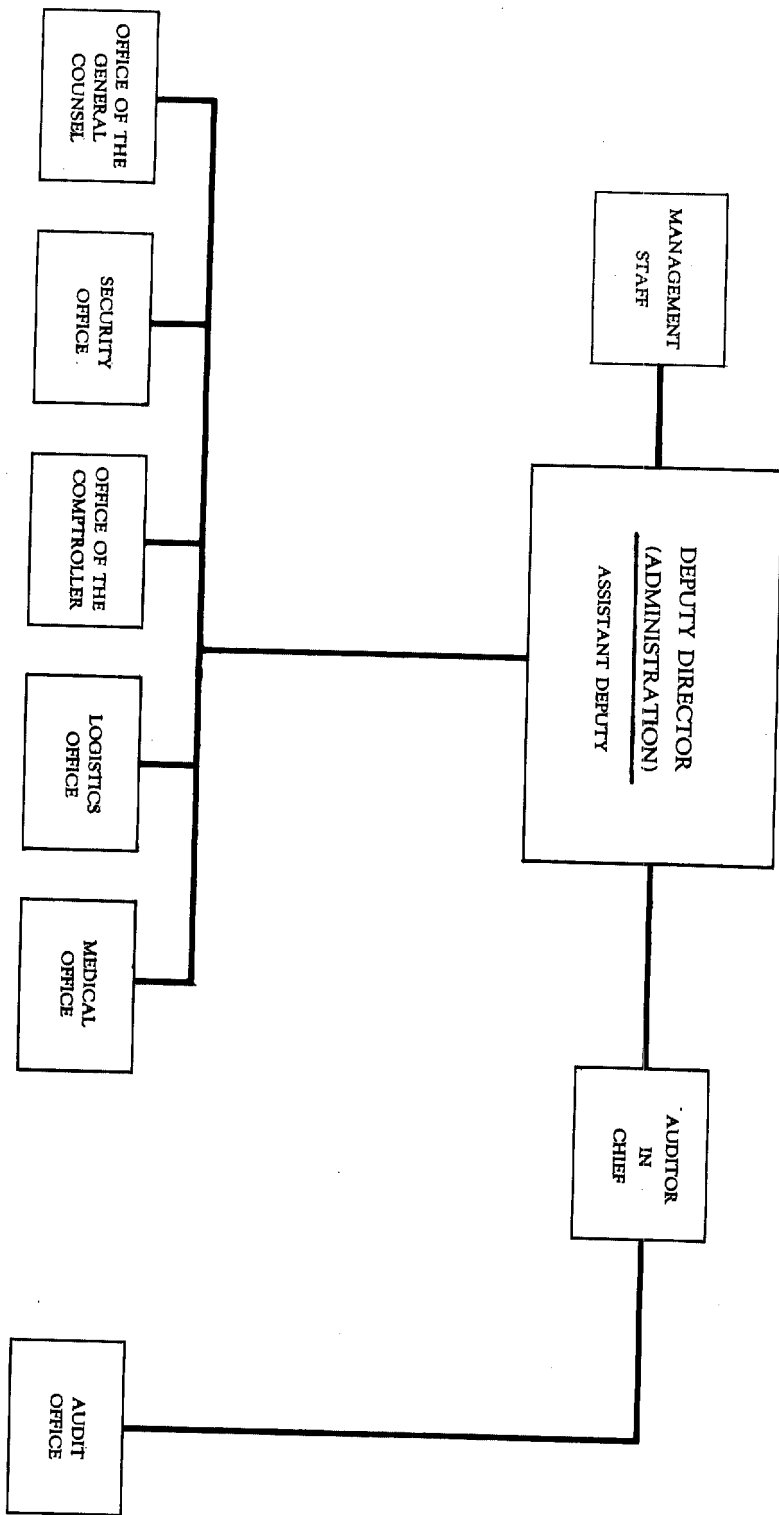 DEPUTY DIRECTOR
(ADMINISTRATION)
ASSISTANT DEPUTY
MANAGEMENT
STAFF
AUDITOR
IN
CHIEF
OFFICE OF THE
GENERAL
COUNSEL
SECURITY
OFFICE
OFFICE OF THE
COMPTROLLER
LOGISTICS
OFFICE
MEDICAL
OFFICE
AUDIT
OFFICE